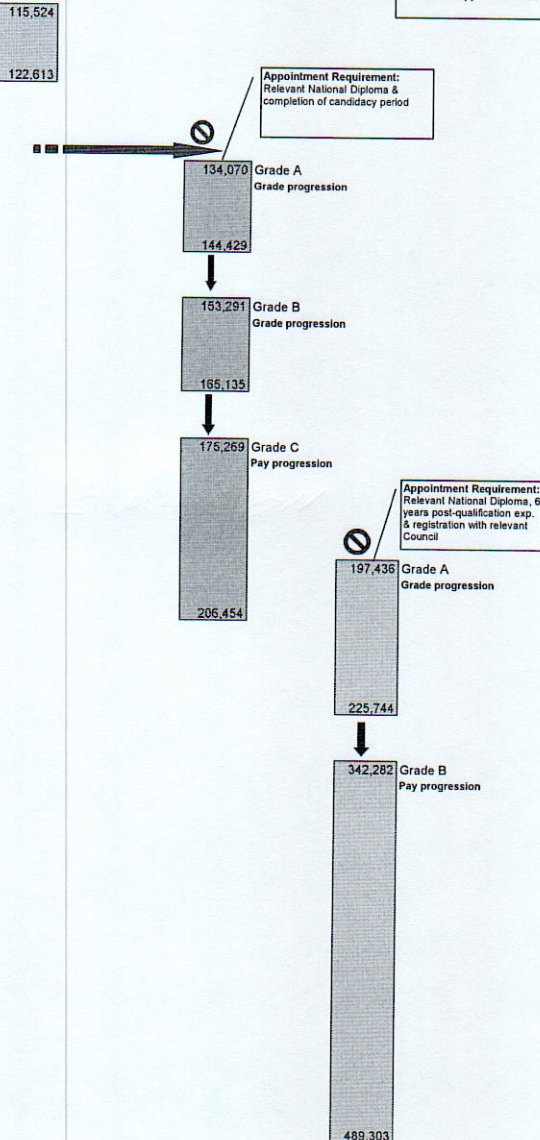 115,524
122,613
Appointment Requirement:
Relevant National Diploma &
completion of candidacy period
134,070 Grade A
Grade progression
144,429
153,291 Grade B
Grade progression
165,135
175,269 Grade C
Pay progression
206,454
Appointment Requirement:
Relevant National Diploma, 6
years post-qualification exp.
& registration with relevant
Council
197,436 Grade A
Grade progression
225,744
342,282 Grade B
Pay progression
489,303